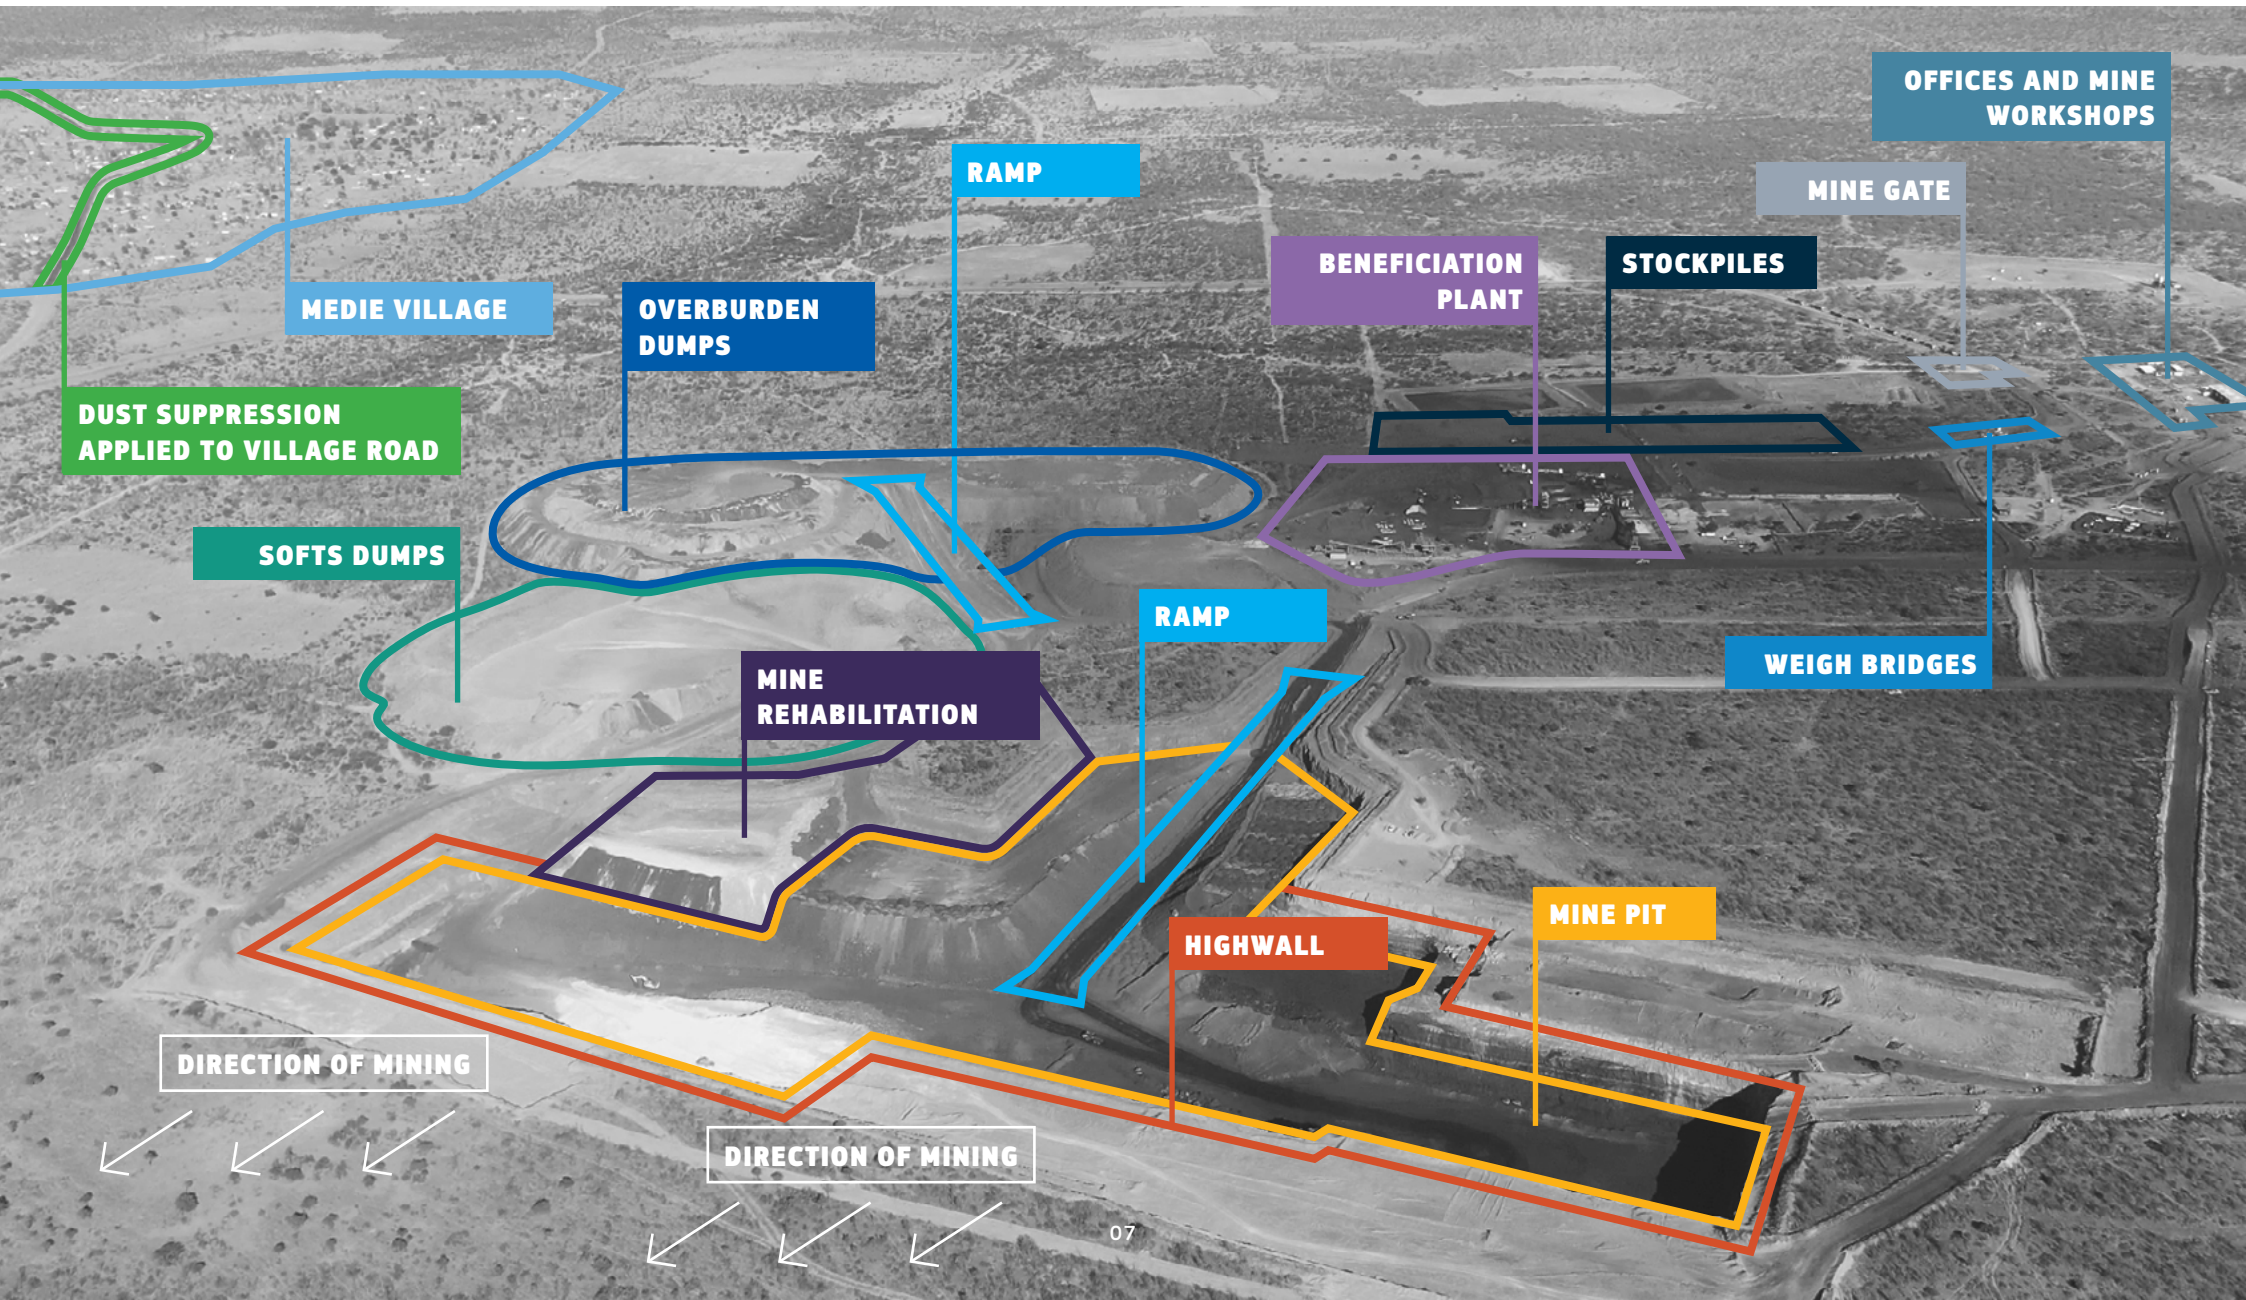 OFFICES AND MINE
WORKSHOPS
RAMP
MINE GATE
BENEFICIATION
PLANT
STOCKPILES
MEDIE VILLAGE
OVERBURDEN
DUMPS
DUST SUPPRESSION
APPLIED TO VILLAGE ROAD
SOFTS DUMPS
RAMP
WEIGH BRIDGES
MINE
REHABILITATION
MINE PIT
HIGHWALL
DIRECTION OF MINING
DIRECTION OF MINING
07